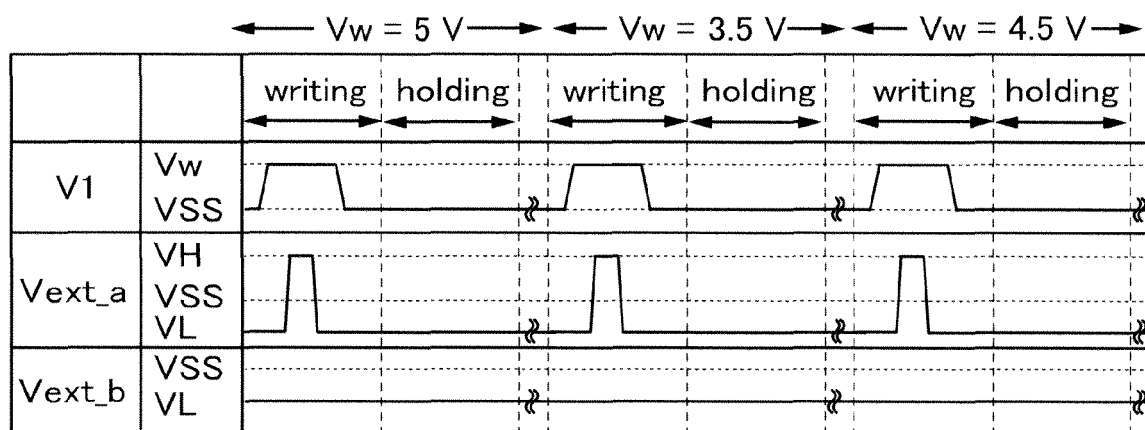 Vw = 5 V Vw = 3.5 V Vw = 4.5 V
writing holding writing holding writing holding
V1 Vw
VSS
Vext_a VH
VSS
VL
Vext_b VSS
VL